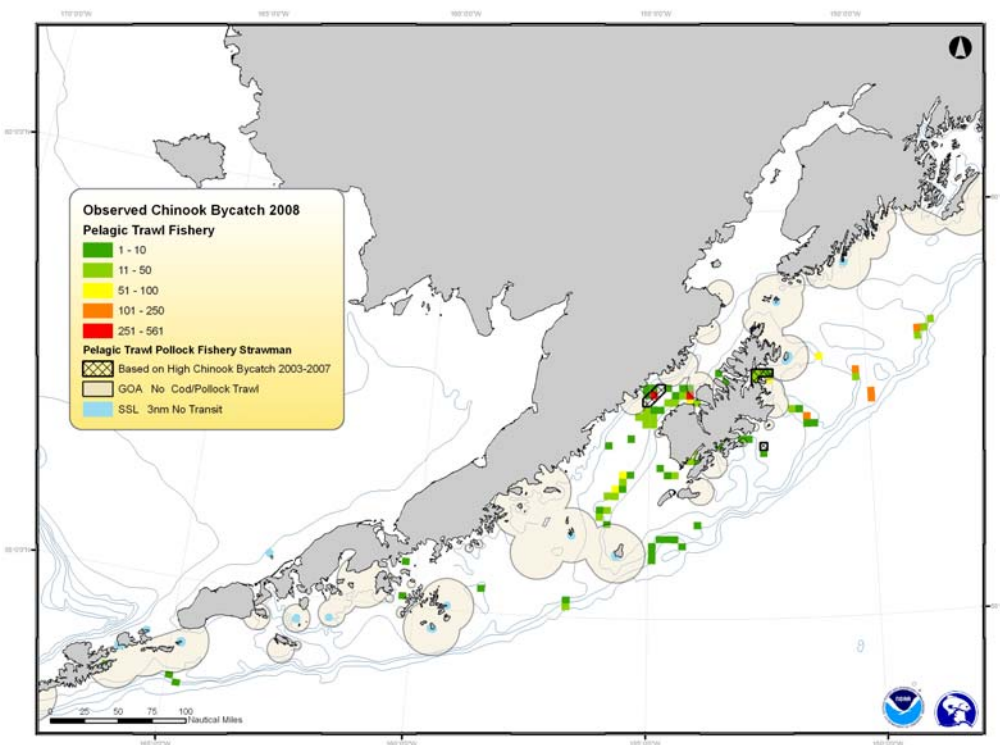 Observed Chinook Bycatch 2008
Pelagic Trawl Fishery
1 - 10
11 - 50
51 - 100
101 - 250
251 - 561
Pelagic Trawl Pollock Fishery Strawman
Based on High Chinook Bycatch 2003-2007
GOA No Cod/Pollock Trawl
SSL 3nm No Transit
0 25 50 75 100
Nautical Miles